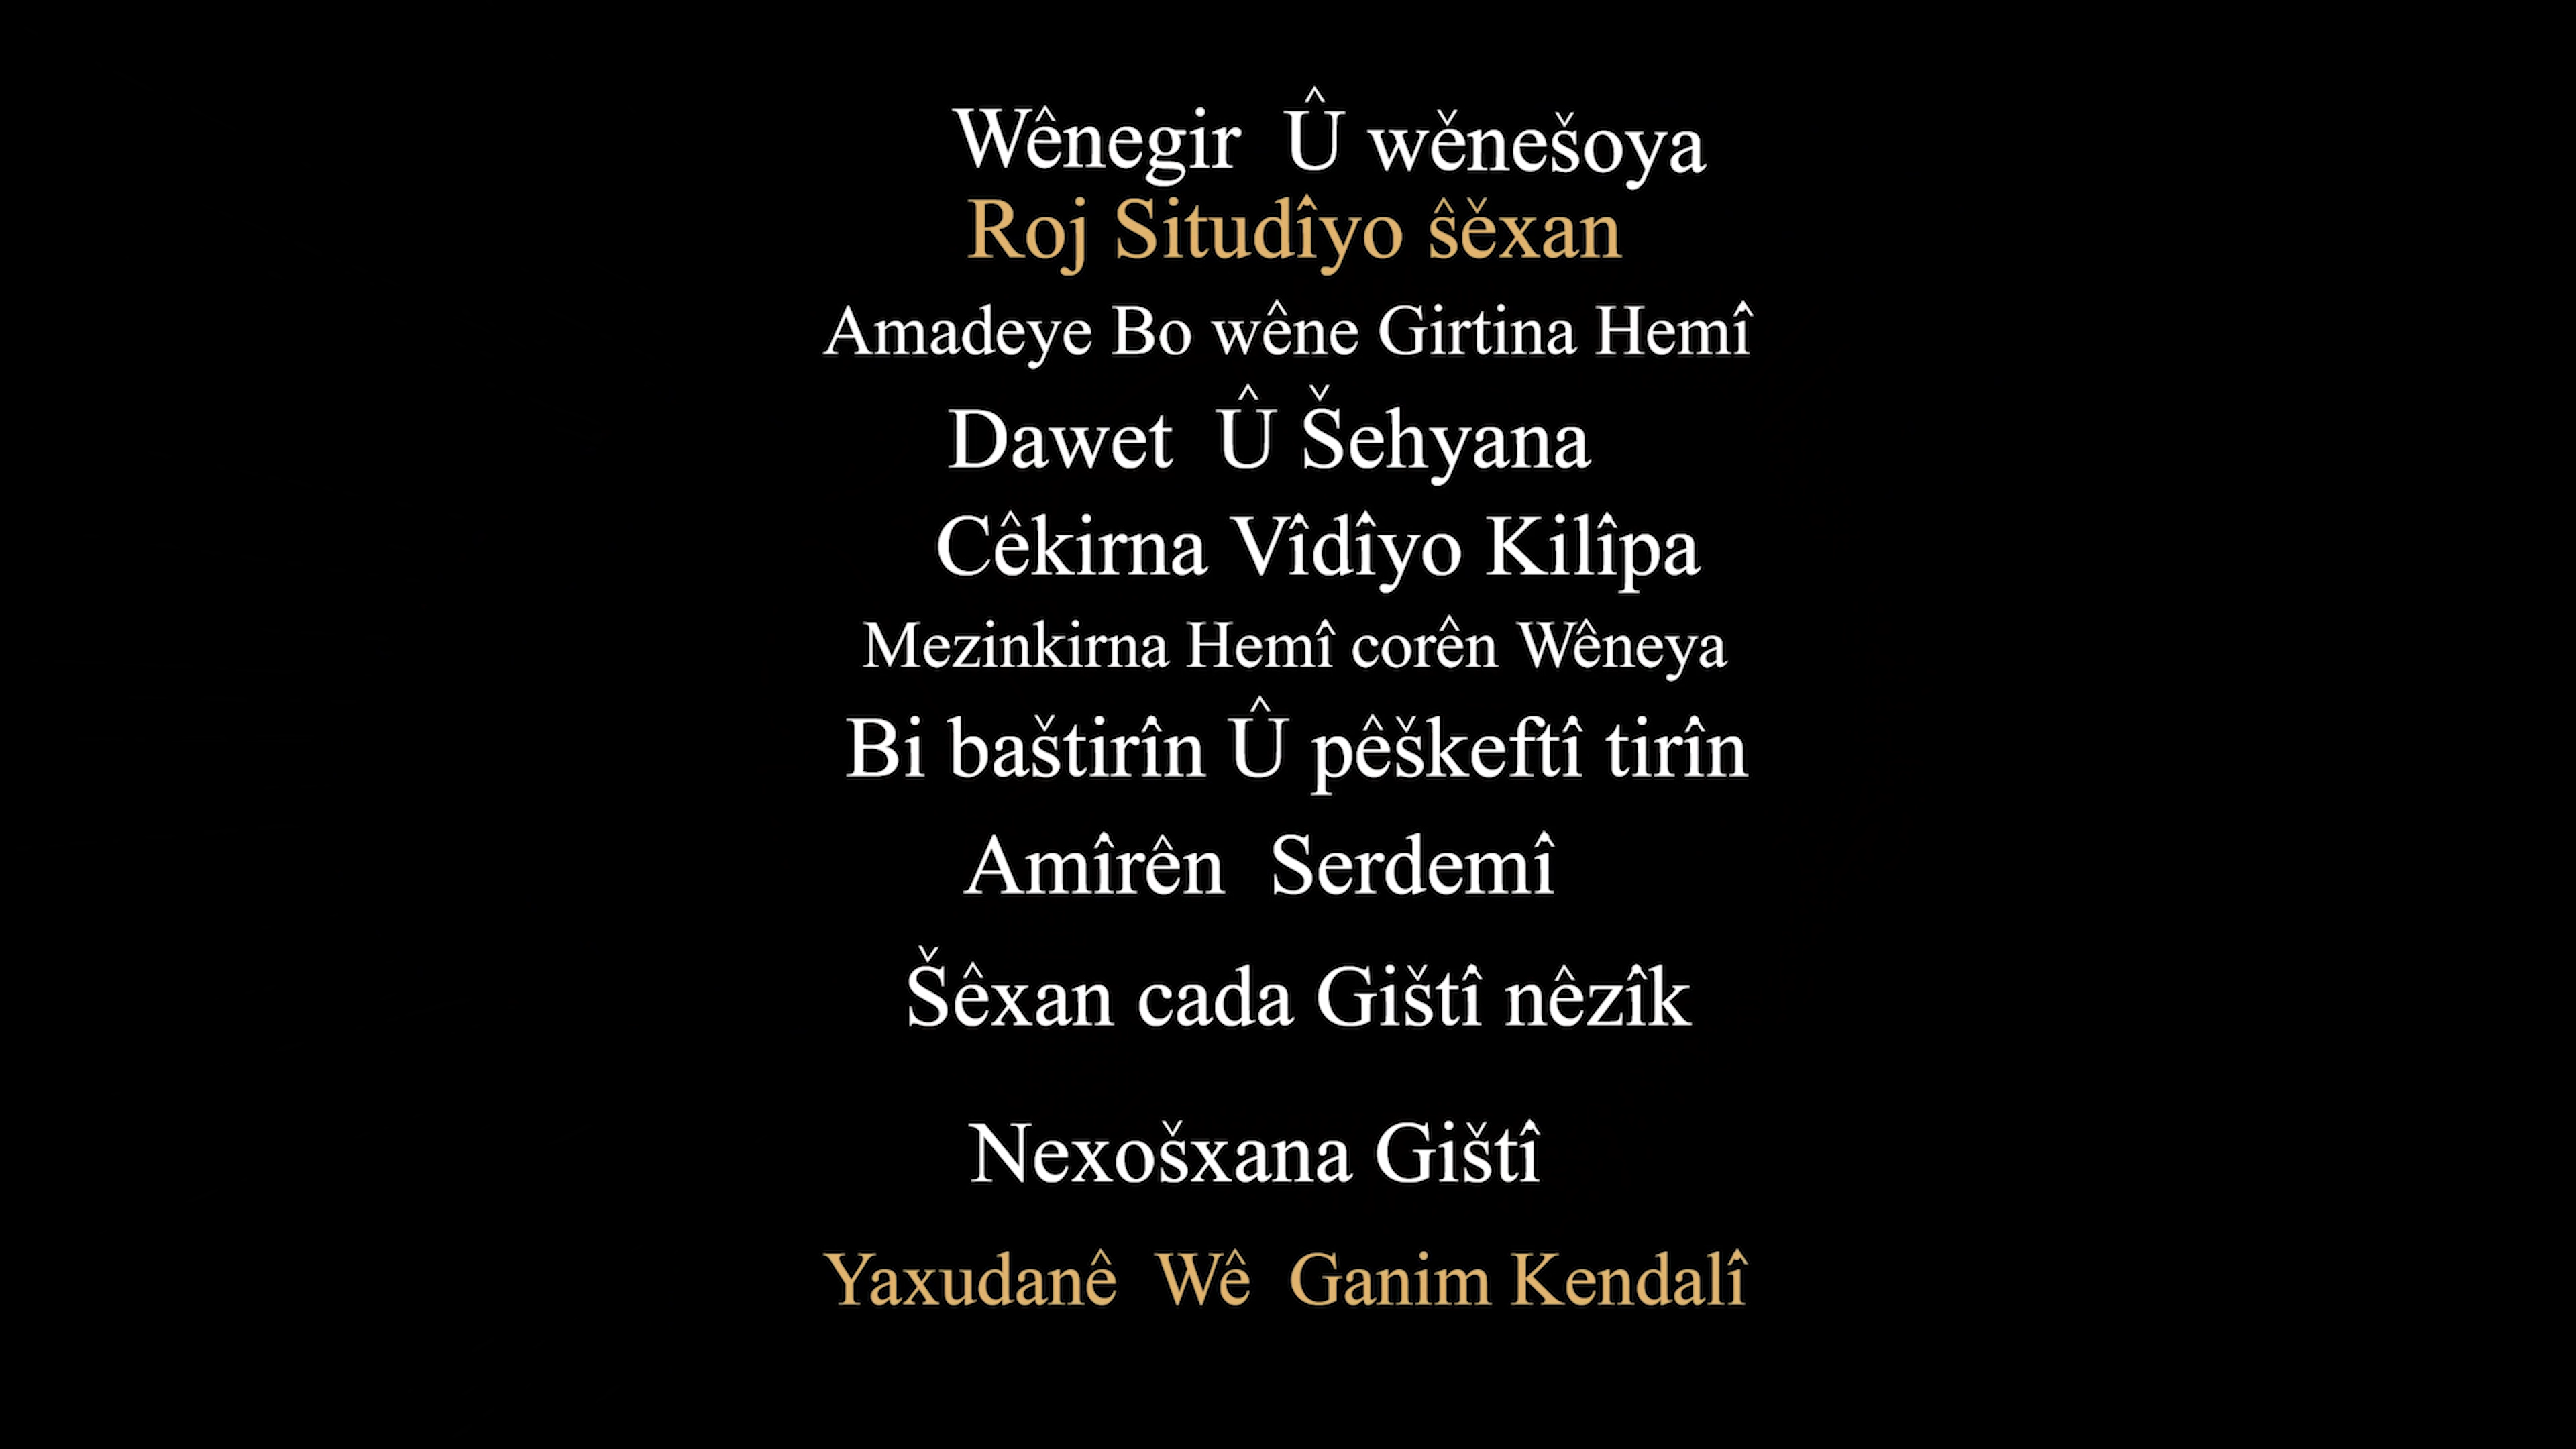 Wênegir Û wěnešoya
Roj Situdîyo ŝěxan
Amadeye Bo wêne Girtina Hemî
Dawet Û Šehyana
Cêkirna Vîdîyo Kilîpa
Mezinkirna Hemî corên Wêneya
Bi baštirîn Û pêškeftî tirîn
Amîrên Serdemî
Šêxan cada Gištî nêzîk
Nexošxana Gištî
Yaxudanê Wê Ganim Kendalî